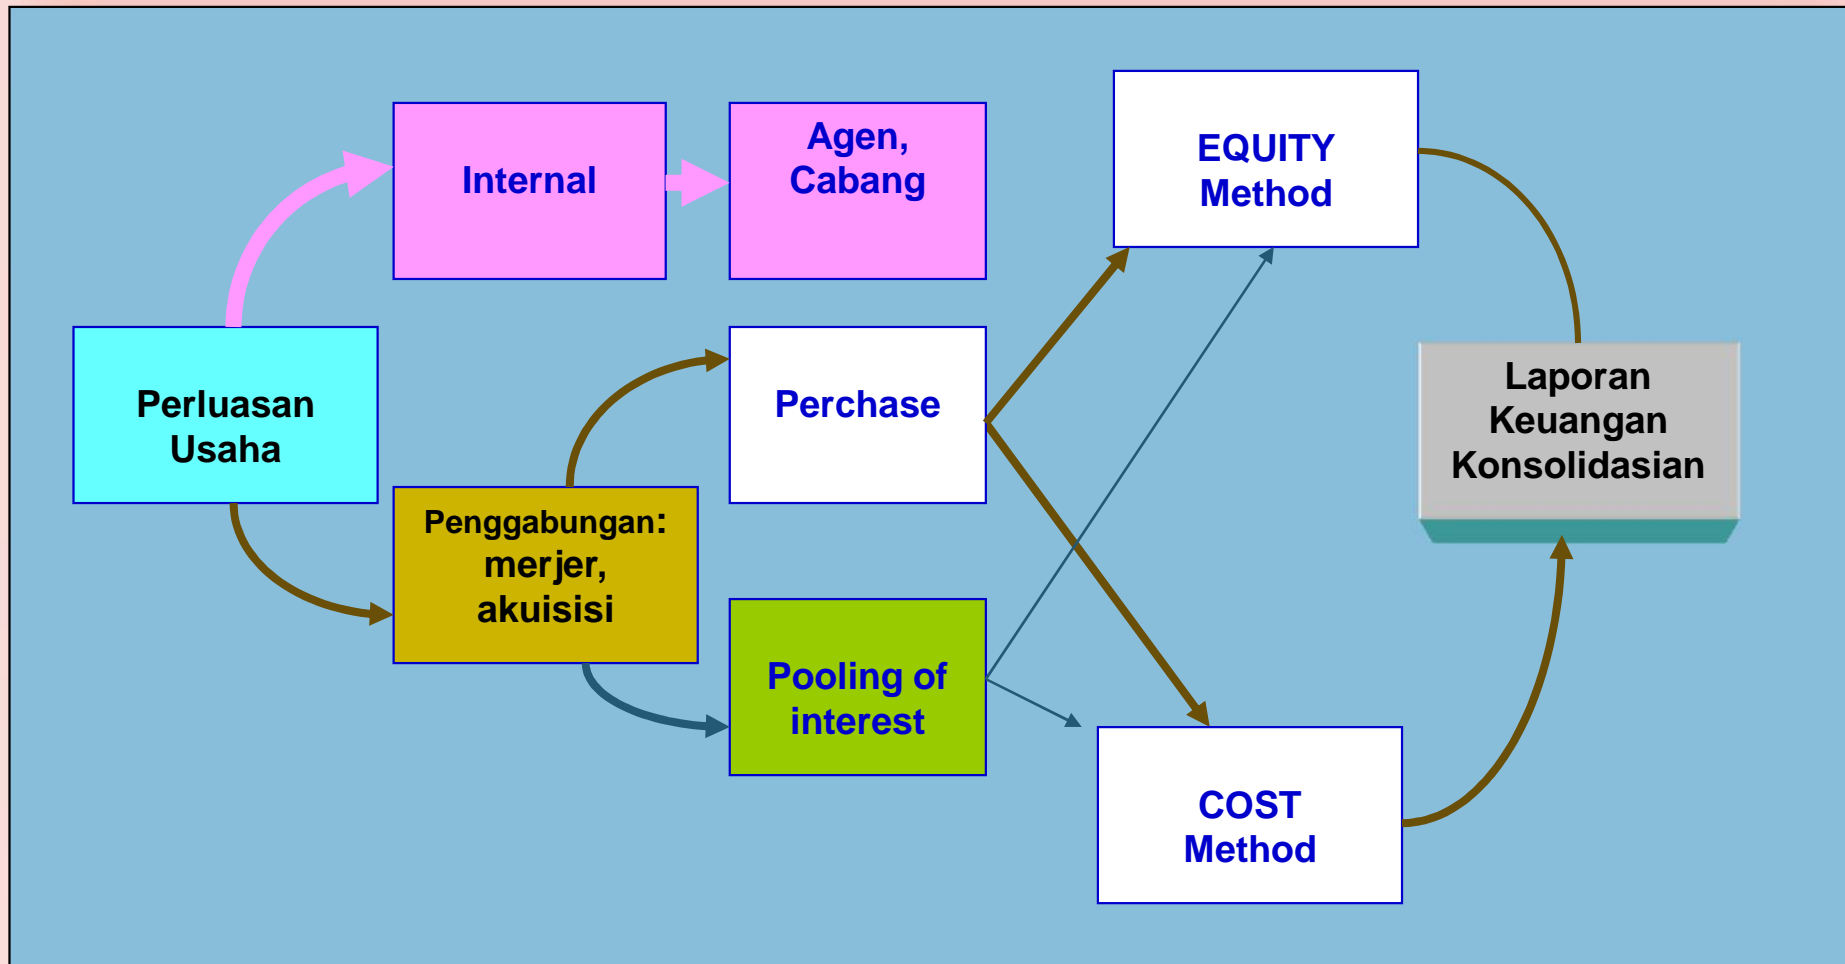 Internal
Agen,
Cabang
EQUITY
Method
Perluasan
Usaha
Perchase
Laporan
Keuangan
Konsolidasian
Penggabungan:
merjer,
akuisisi
Pooling of
interest
COST
Method